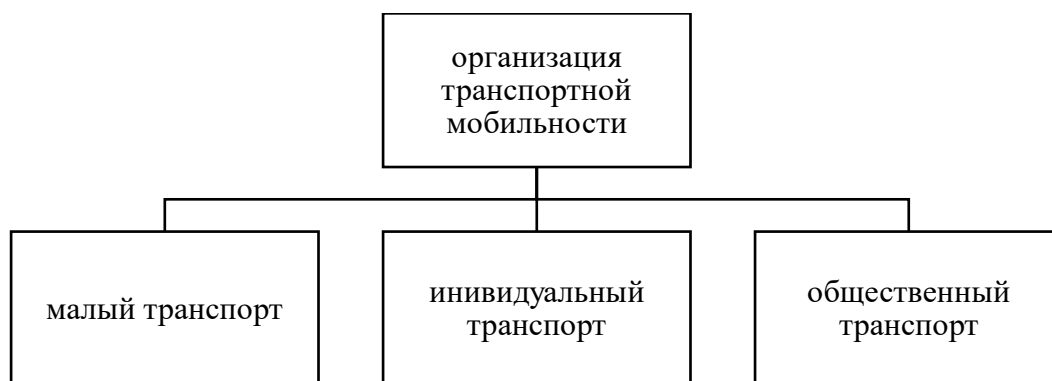 организация
транспортной
мобильности
малый транспорт
инивидуальный
транспорт
общественный
транспорт